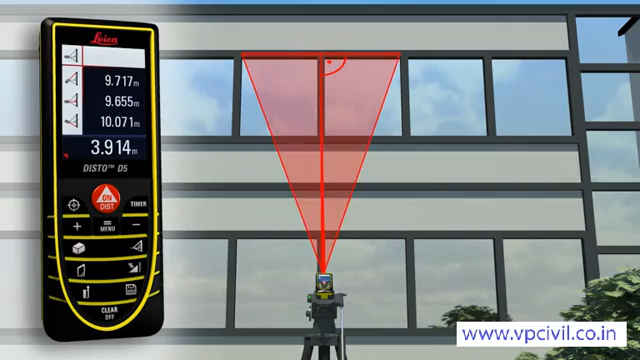 Leica
9.717m
9.655m
10.071m
3.914m
DISTO™ D5
ON
DIST
TIMER
+
MENU
−
CLEAR
OFF
www.vpcivil.co.in